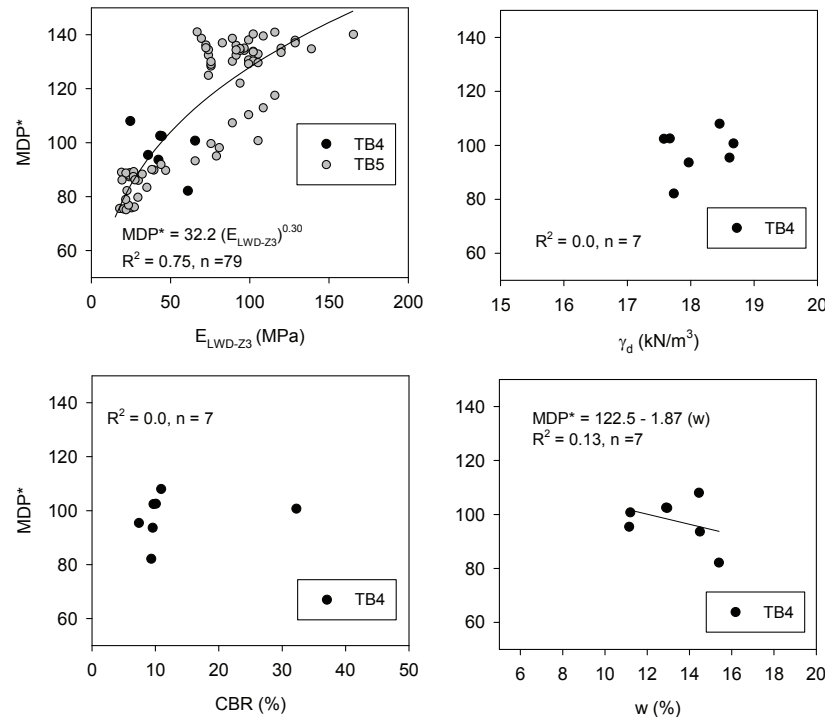 140
120
100
80
60
MDP*
TB4
TB5
MDP* = 32.2 (E_LWD-Z3)^0.30
R² = 0.75, n =79
0
50
100
150
200
E_LWD-Z3 (MPa)
140
120
100
80
60
TB4
R² = 0.0, n = 7
15
16
17
18
19
20
γ_d (kN/m³)
140
120
100
80
60
MDP*
R² = 0.0, n = 7
TB4
0
10
20
30
40
50
CBR (%)
140
120
100
80
60
MDP* = 122.5 - 1.87 (w)
R² = 0.13, n =7
TB4
6
8
10
12
14
16
18
20
w (%)